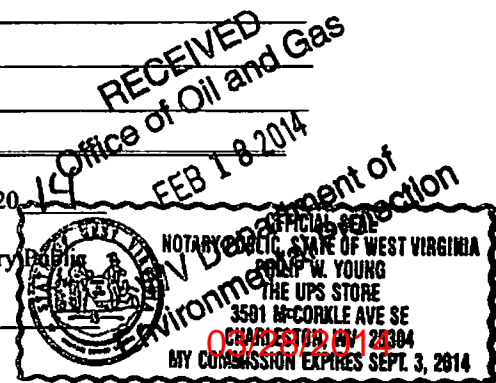 RECEIVED
Office of Oil and Gas
FEB 18 2014
20 14
WV Department of
Environmental Protection
OFFICIAL SEAL
NOTARY PUBLIC, STATE OF WEST VIRGINIA
PHILIP W. YOUNG
THE UPS STORE
3501 McCORKLE AVE SE
CHARLESTON, WV 25304
MY COMMISSION EXPIRES SEPT. 3, 2014
03/28/2014